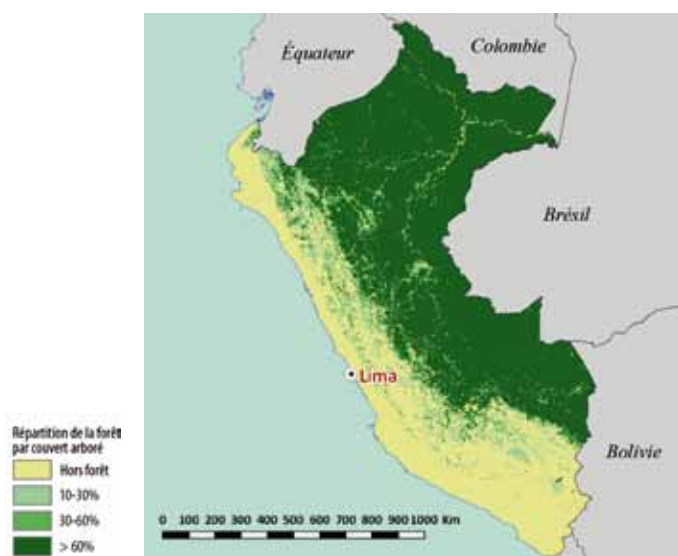 Équateur
Colombie
Brésil
Lima
Bolivie
Répartition de la forêt
par couvert arboré
Hors forêt
10-30%
30-60%
> 60%
0 100 200 300 400 500 600 700 800 900 1000 Km